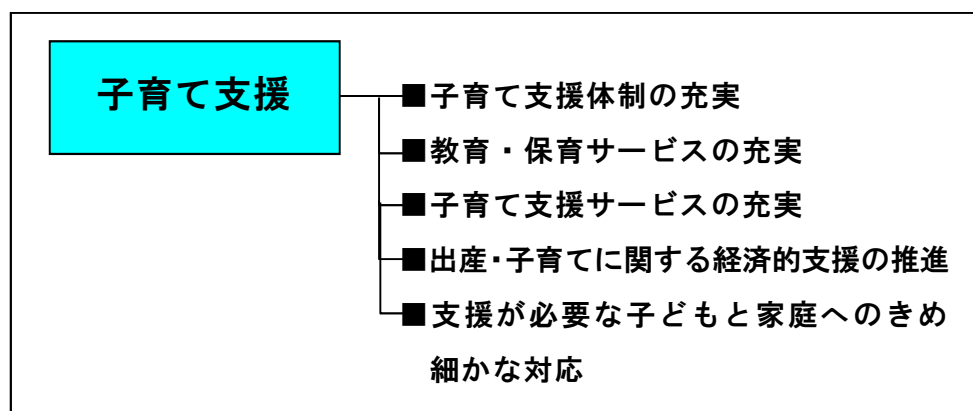 子育て支援
■子育て支援体制の充実
■教育・保育サービスの充実
■子育て支援サービスの充実
■出産・子育てに関する経済的支援の推進
■支援が必要な子どもと家庭へのきめ
細かな対応